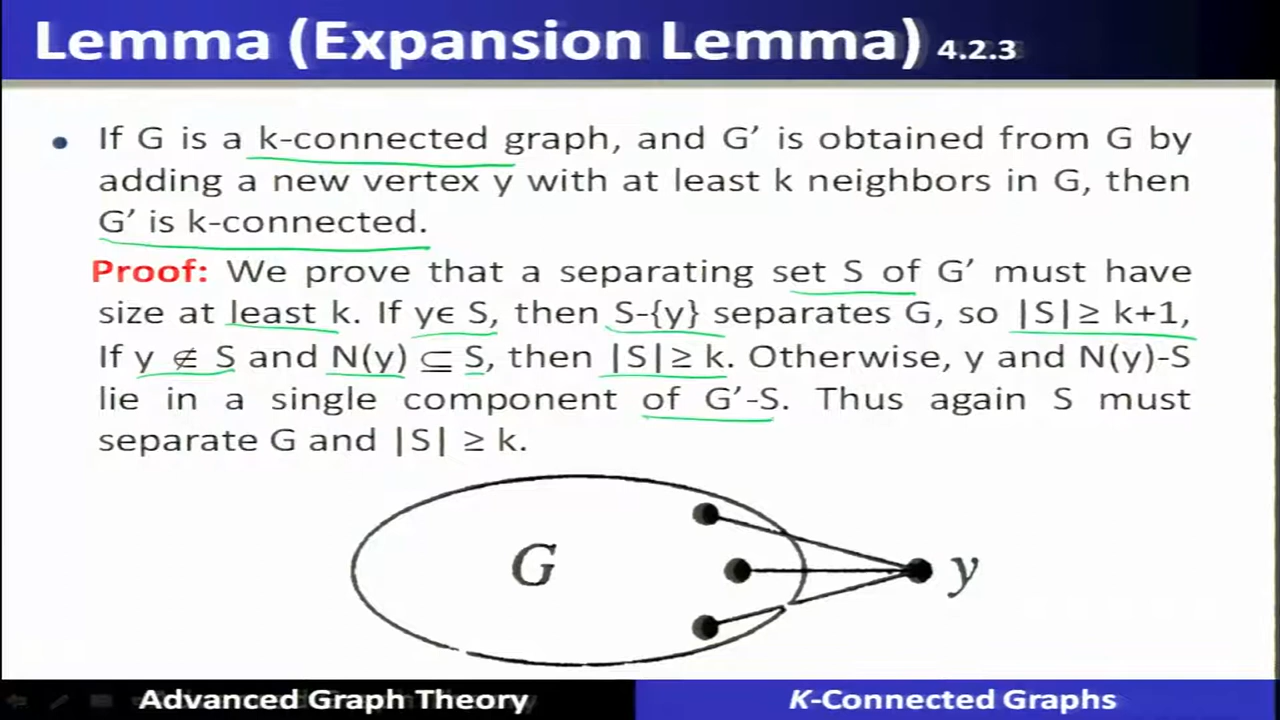 Lemma (Expansion Lemma) 4.2.3
• If G is a k-connected graph, and G’ is obtained from G by
adding a new vertex y with at least k neighbors in G, then
G’ is k-connected.
Proof: We prove that a separating set S of G’ must have
size at least k. If yϵ S, then S-{y} separates G, so |S|≥ k+1,
If y ∉ S and N(y) ⊆ S, then |S|≥ k. Otherwise, y and N(y)-S
lie in a single component of G’-S. Thus again S must
separate G and |S| ≥ k.
G
y
Advanced Graph Theory
K-Connected Graphs